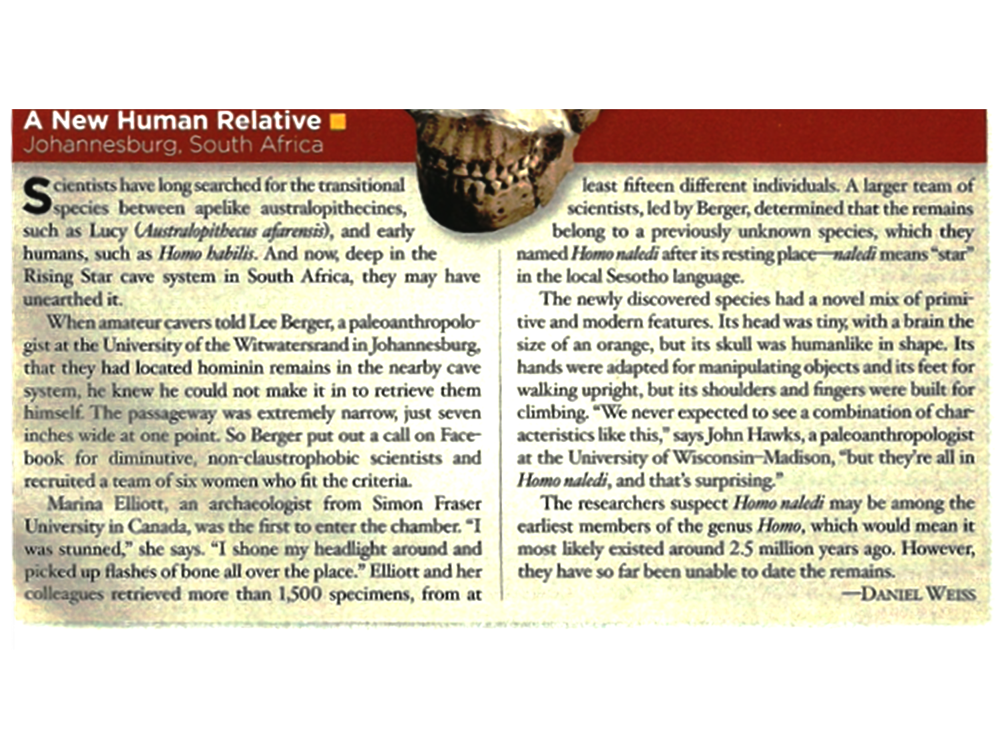 A New Human Relative
Johannesburg, South Africa
Scientists have long searched for the transitional
species between apelike australopithecines,
such as Lucy (Australopithecus afarensis), and early
humans, such as Homo habilis. And now, deep in the
Rising Star cave system in South Africa, they may have
unearthed it.
When amateur cavers told Lee Berger, a paleoanthropolo-
gist at the University of the Witwatersrand in Johannesburg,
that they had located hominin remains in the nearby cave
system, he knew he could not make it in to retrieve them
himself. The passageway was extremely narrow, just seven
inches wide at one point. So Berger put out a call on Face-
book for diminutive, non-claustrophobic scientists and
recruited a team of six women who fit the criteria.
Marina Elliott, an archaeologist from Simon Fraser
University in Canada, was the first to enter the chamber. “I
was stunned,” she says. “I shone my headlight around and
picked up flashes of bone all over the place.” Elliott and her
colleagues retrieved more than 1,500 specimens, from at
least fifteen different individuals. A larger team of
scientists, led by Berger, determined that the remains
belong to a previously unknown species, which they
named Homo naledi after its resting place—naledi means “star”
in the local Sesotho language.
The newly discovered species had a novel mix of primi-
tive and modern features. Its head was tiny, with a brain the
size of an orange, but its skull was humanlike in shape. Its
hands were adapted for manipulating objects and its feet for
walking upright, but its shoulders and fingers were built for
climbing. “We never expected to see a combination of char-
acteristics like this,” says John Hawks, a paleoanthropologist
at the University of Wisconsin–Madison, “but they’re all in
Homo naledi, and that’s surprising.”
The researchers suspect Homo naledi may be among the
earliest members of the genus Homo, which would mean it
most likely existed around 2.5 million years ago. However,
they have so far been unable to date the remains.
—DANIEL WEISS